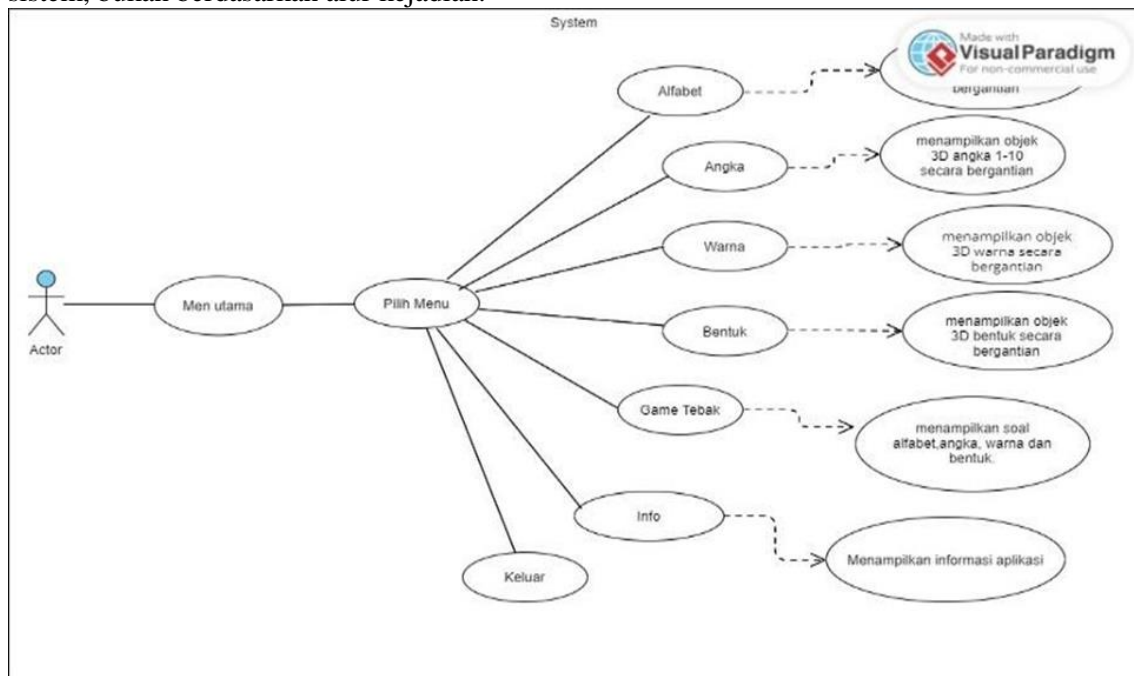 sistem, bukan berdasarkan alur kejadian.
System
Made with
Visual Paradigm
For non-commercial use
Alfabet
bergantian
Angka
menampilkan objek
3D angka 1-10
secara bergantian
Warna
menampilkan objek
3D warna secara
bergantian
Actor
Men utama
Pilih Menu
Bentuk
menampilkan objek
3D bentuk secara
bergantian
Game Tebak
menampilkan soal
alfabet,angka, warna dan
bentuk.
Info
Menampilkan informasi aplikasi
Keluar